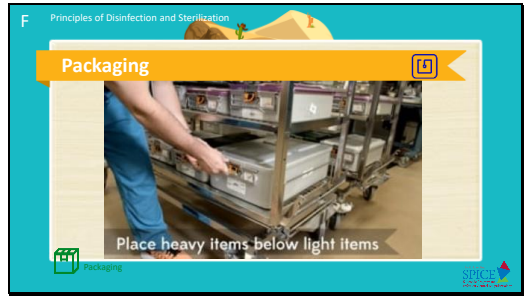 F
Principles of Disinfection and Sterilization
Packaging
Place heavy items below light items
Packaging
SPICE